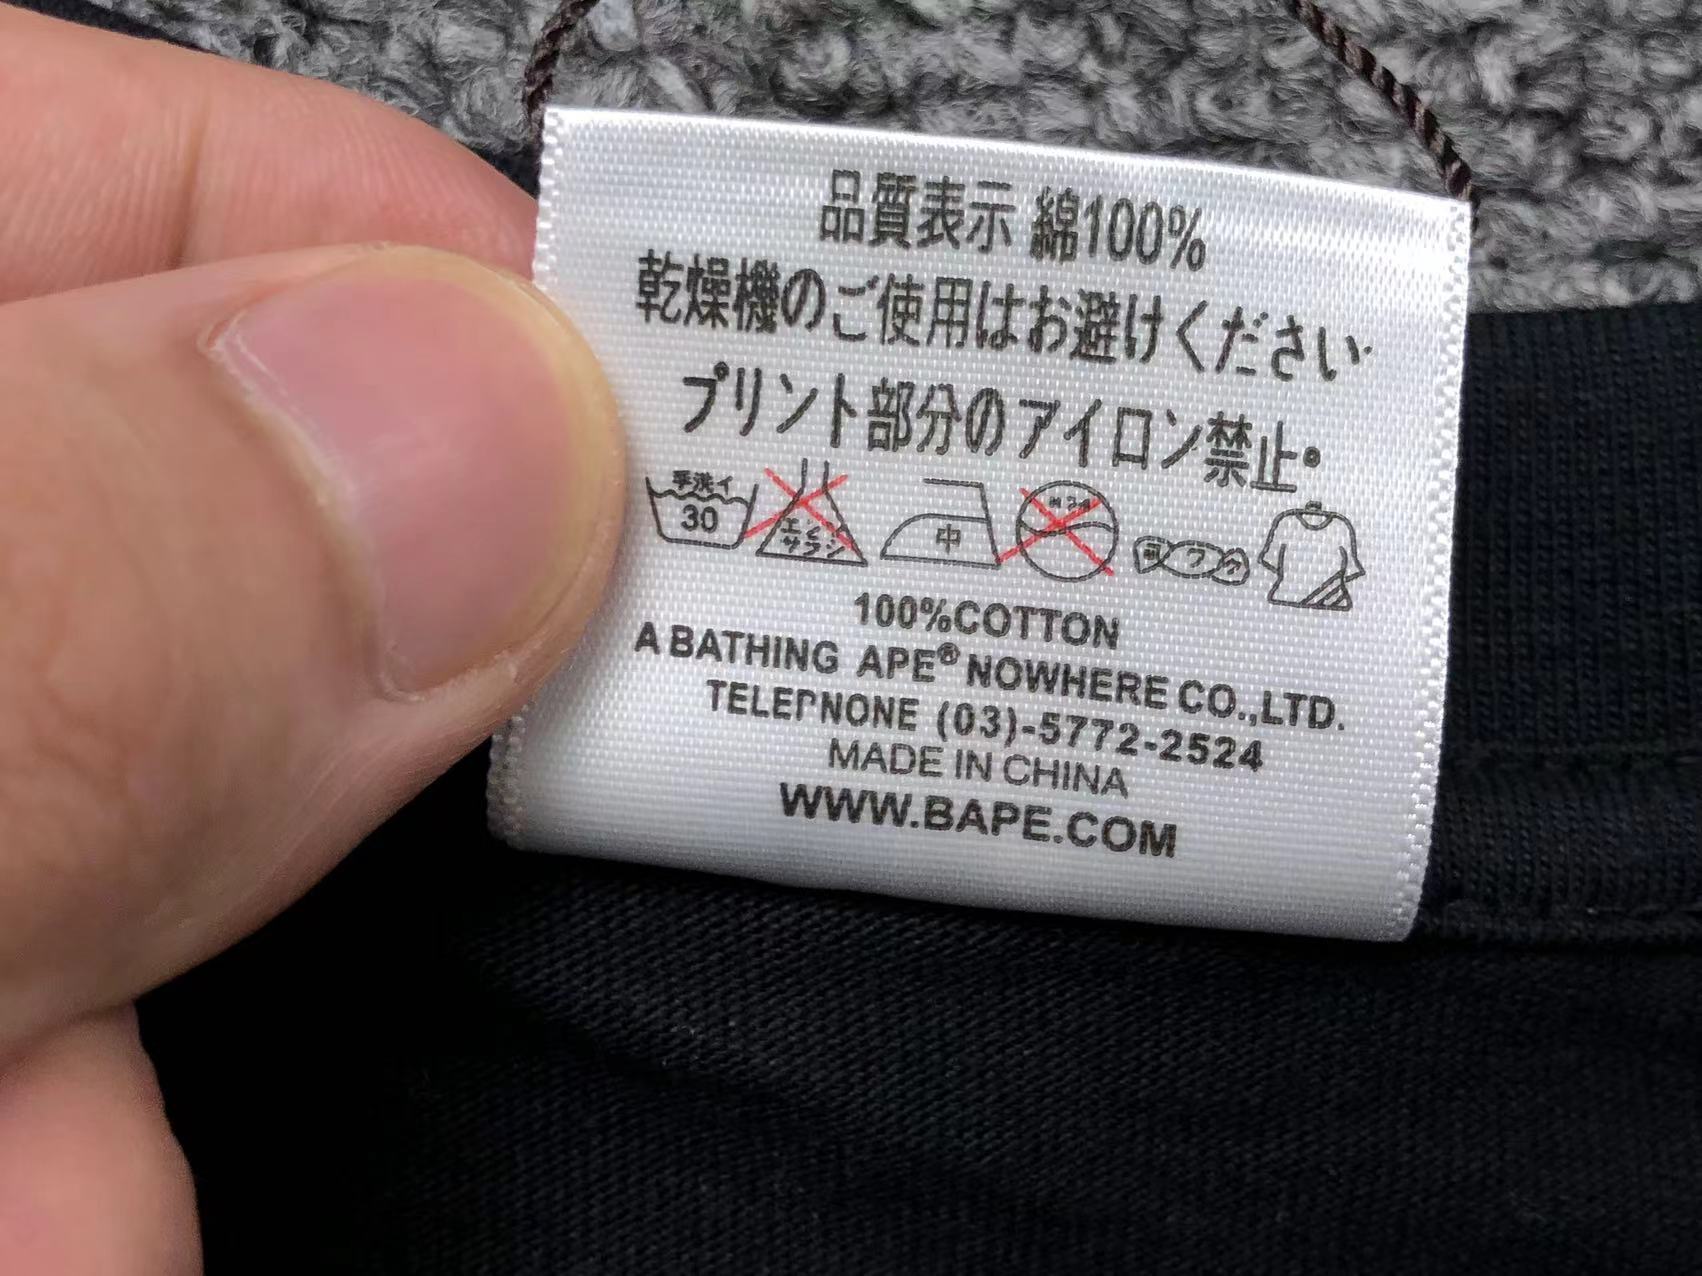 品質表示 綿100%
乾燥機のご使用はお避けください.
プリント部分のアイロン禁止。
手洗イ
30
中
100%COTTON
A BATHING APE® NOWHERE CO.,LTD.
TELEPNONE (03)-5772-2524
MADE IN CHINA
WWW.BAPE.COM